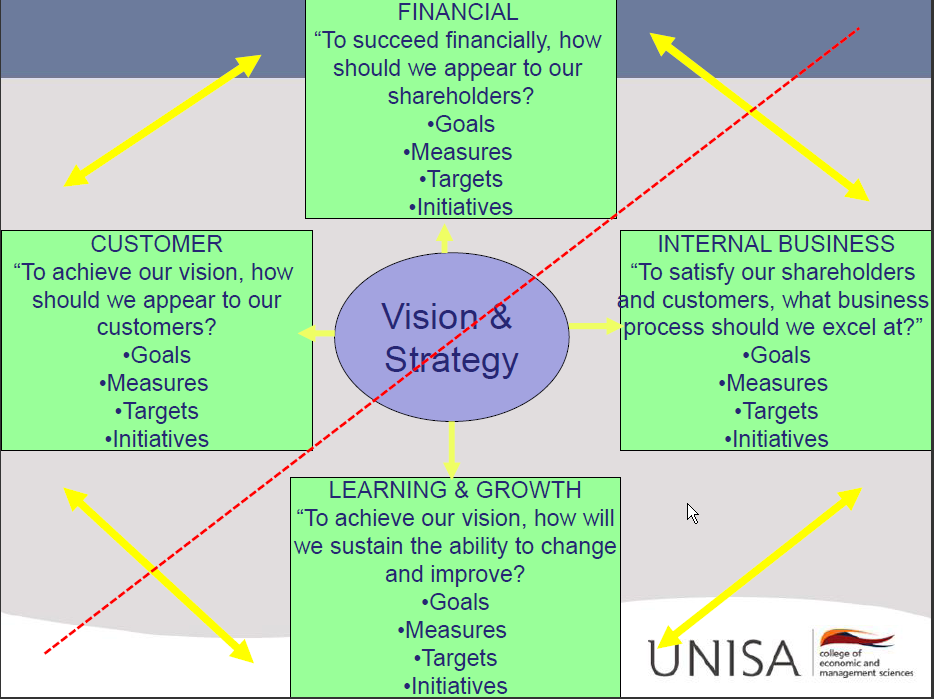 FINANCIAL
“To succeed financially, how
should we appear to our
shareholders?
•Goals
•Measures
•Targets
•Initiatives
CUSTOMER
“To achieve our vision, how
should we appear to our
customers?
•Goals
•Measures
•Targets
•Initiatives
Vision &
Strategy
INTERNAL BUSINESS
“To satisfy our shareholders
and customers, what business
process should we excel at?”
•Goals
•Measures
•Targets
•Initiatives
LEARNING & GROWTH
“To achieve our vision, how will
we sustain the ability to change
and improve?
•Goals
•Measures
•Targets
•Initiatives
UNISA
college of
economic and
management sciences